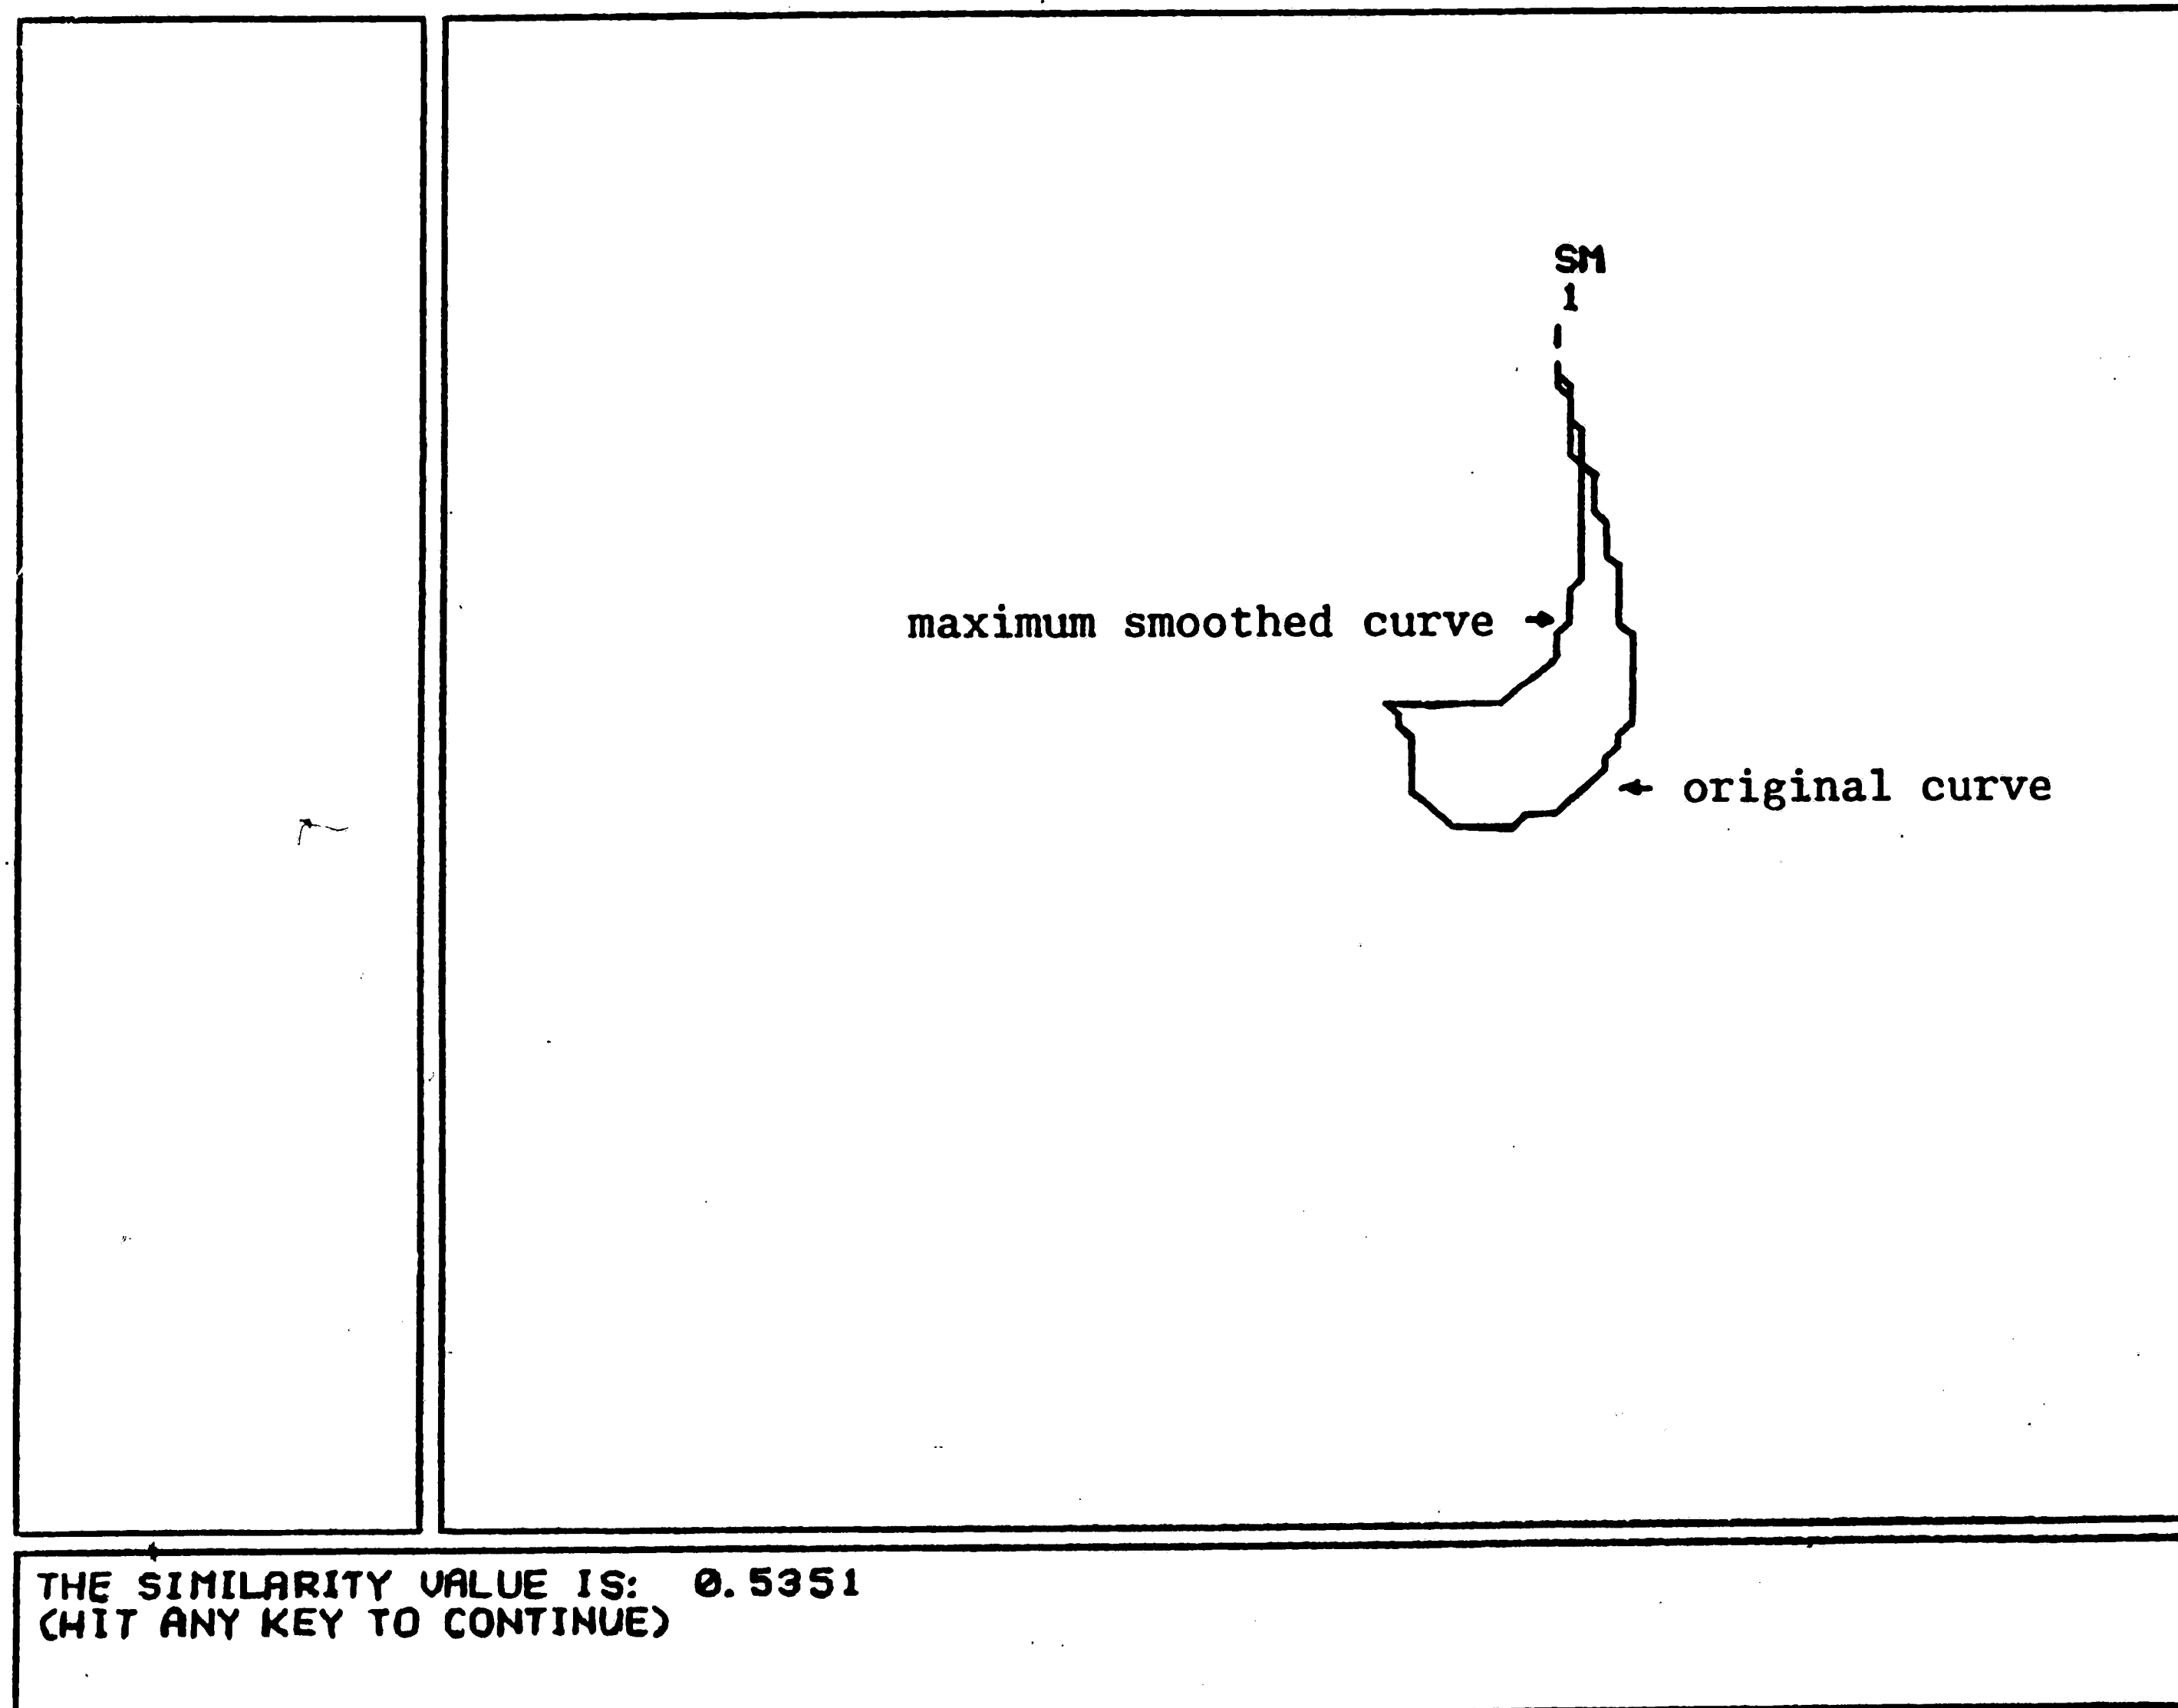 SM
1
maximum smoothed curve
original curve
THE SIMILARITY VALUE IS: 0.5351
(HIT ANY KEY TO CONTINUE)